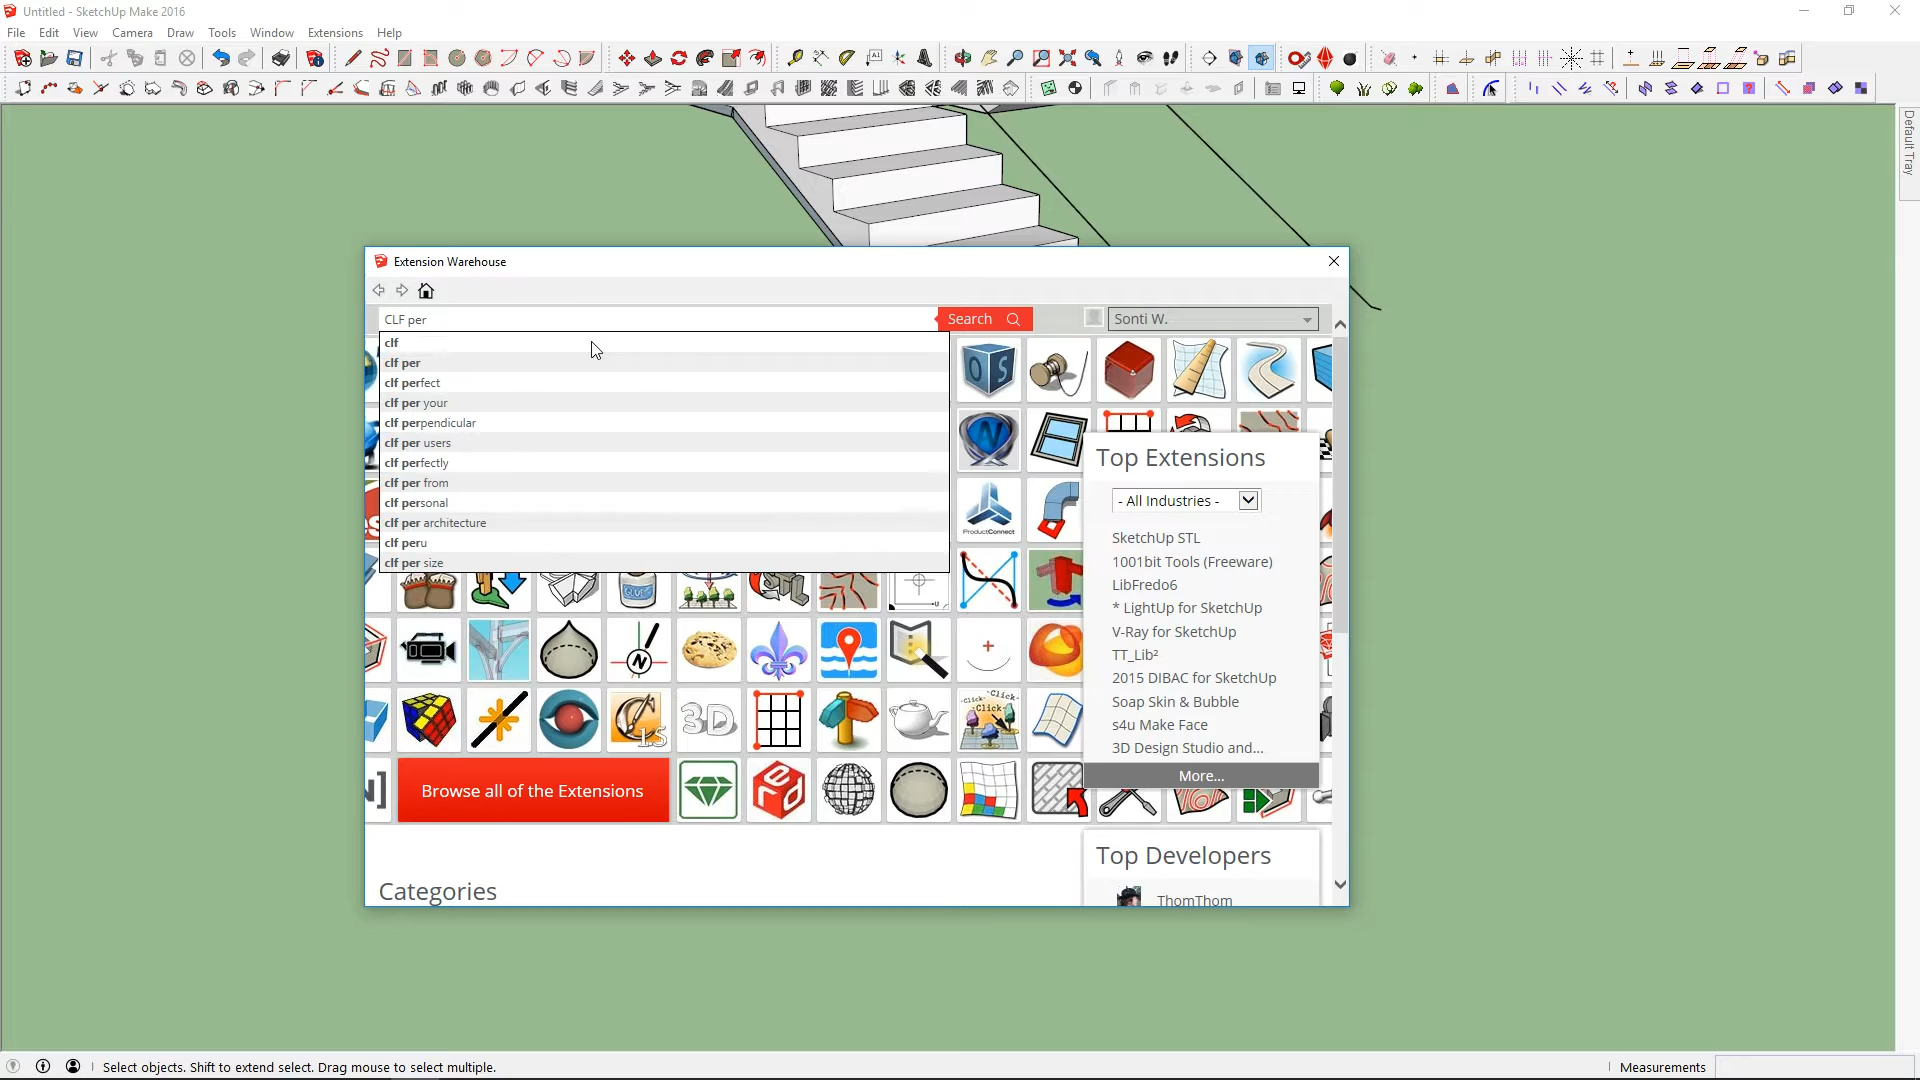 Untitled - SketchUp Make 2016
File Edit View Camera Draw Tools Window Extensions Help
Default Tray
Extension Warehouse
CLF per
Search
Sonti W.
clf
clf per
clf perfect
clf per your
clf perpendicular
clf per users
clf perfectly
clf per from
clf personal
clf per architecture
clf peru
clf per size
ProductConnect
Top Extensions
- All Industries -
SketchUp STL
1001bit Tools (Freeware)
LibFredo6
* LightUp for SketchUp
V-Ray for SketchUp
TT_Lib²
2015 DIBAC for SketchUp
Soap Skin & Bubble
s4u Make Face
3D Design Studio and...
More...
Browse all of the Extensions
Top Developers
ThomThom
Categories
Select objects. Shift to extend select. Drag mouse to select multiple.
Measurements